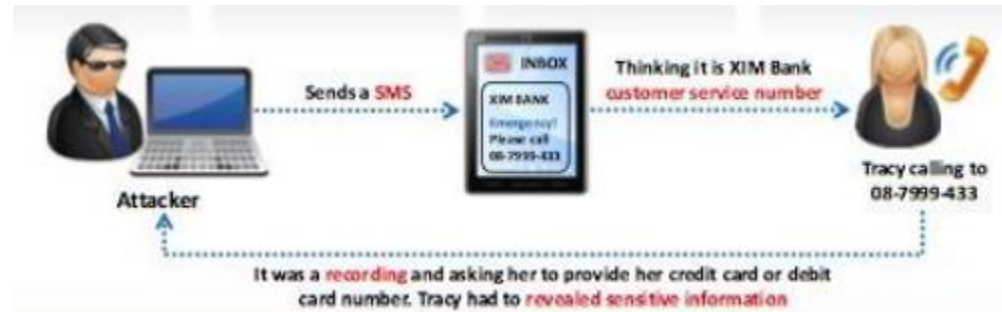 Sends a SMS
INBOX
XIM BANK
Emergency!
Please call
08-7999-433
Thinking it is XIM Bank
customer service number
Attacker
Tracy calling to
08-7999-433
It was a recording and asking her to provide her credit card or debit
card number. Tracy had to revealed sensitive information